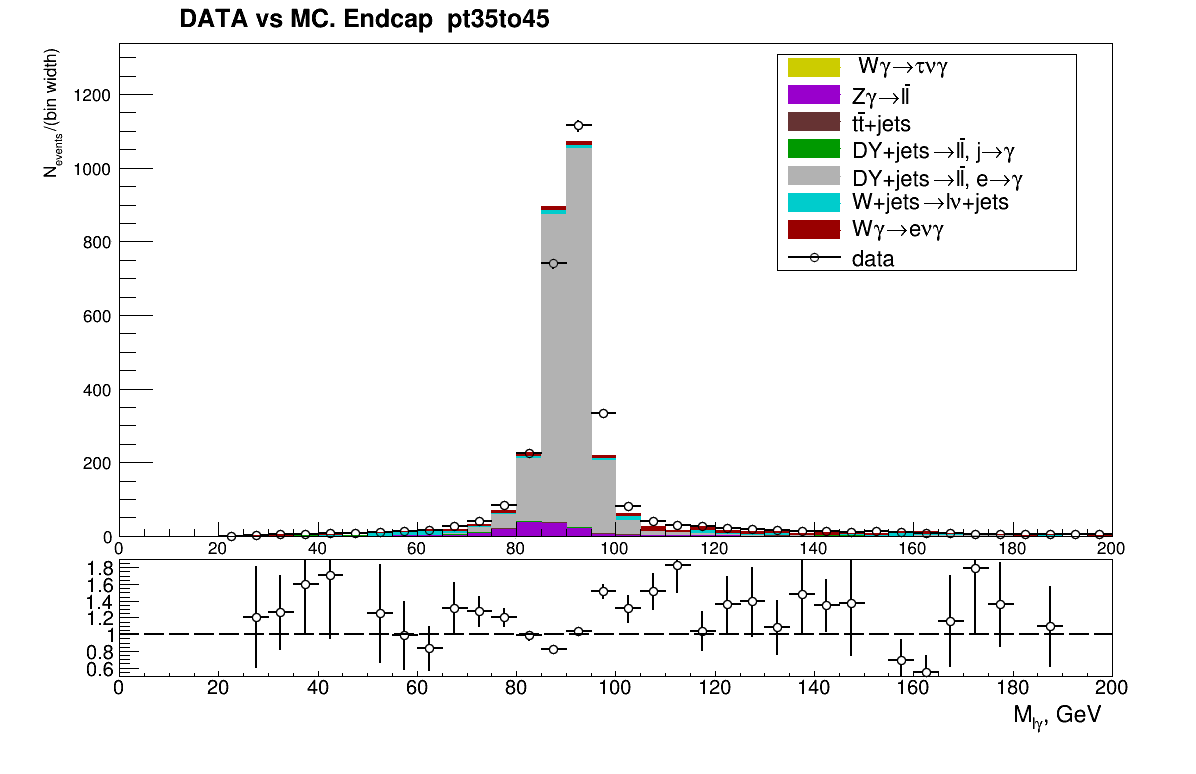 DATA vs MC. Endcap pt35to45
N_events/(bin width)
1200
1000
800
600
400
200
0
0 20 40 60 80 100 120 140 160 180 200
Wγ→τνγ
Zγ→ll̄
tt̄+jets
DY+jets→ll̄, j→γ
DY+jets→ll̄, e→γ
W+jets→lν+jets
Wγ→eνγ
data
1.8
1.6
1.4
1.2
1
0.8
0.6
0 20 40 60 80 100 120 140 160 180 200
M_lγ, GeV